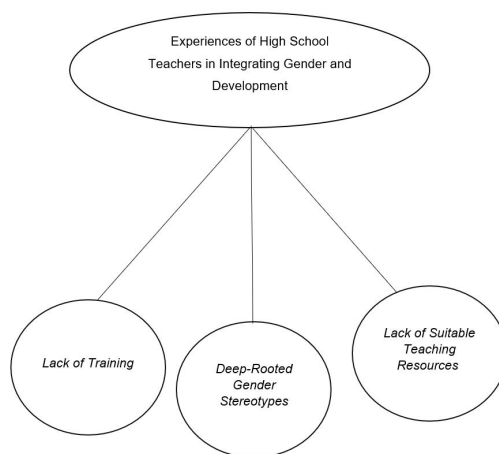 Experiences of High School
Teachers in Integrating Gender and
Development
Lack of Training
Deep-Rooted
Gender
Stereotypes
Lack of Suitable
Teaching
Resources